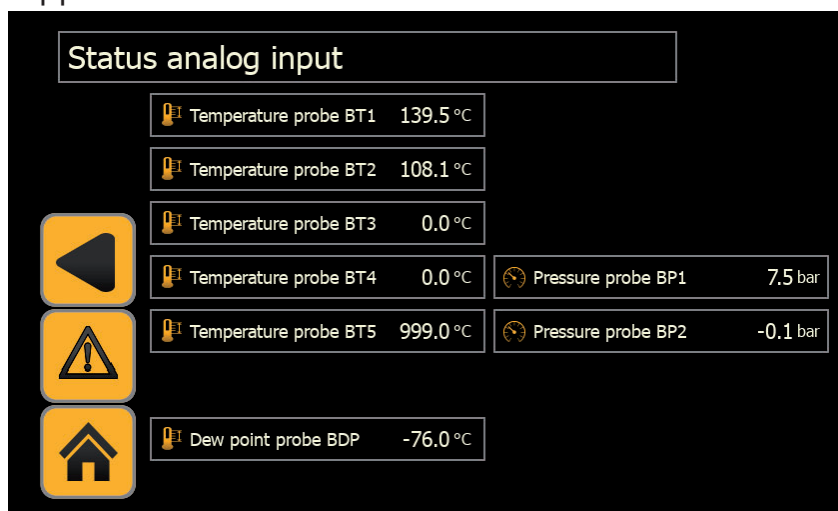 Status analog input
Temperature probe BT1 139.5 °C
Temperature probe BT2 108.1 °C
Temperature probe BT3 0.0 °C
Temperature probe BT4 0.0 °C Pressure probe BP1 7.5 bar
Temperature probe BT5 999.0 °C Pressure probe BP2 -0.1 bar
Dew point probe BDP -76.0 °C